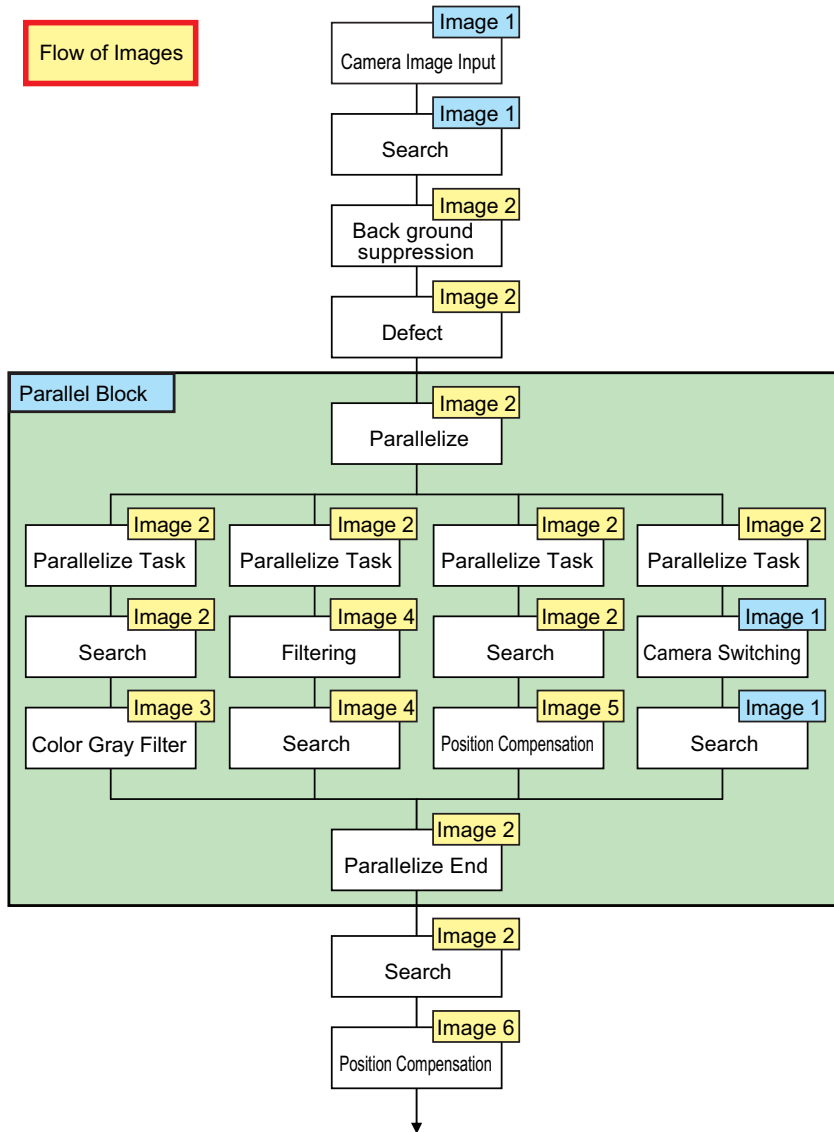 Flow of Images
Image 1
Camera Image Input
Image 1
Search
Image 2
Back ground
suppression
Image 2
Defect
Parallel Block
Image 2
Parallelize
Image 2
Image 2
Image 2
Image 2
Parallelize Task
Parallelize Task
Parallelize Task
Parallelize Task
Image 2
Image 4
Image 2
Image 1
Search
Filtering
Search
Camera Switching
Image 3
Image 4
Image 5
Image 1
Color Gray Filter
Search
Position Compensation
Search
Image 2
Parallelize End
Image 2
Search
Image 6
Position Compensation